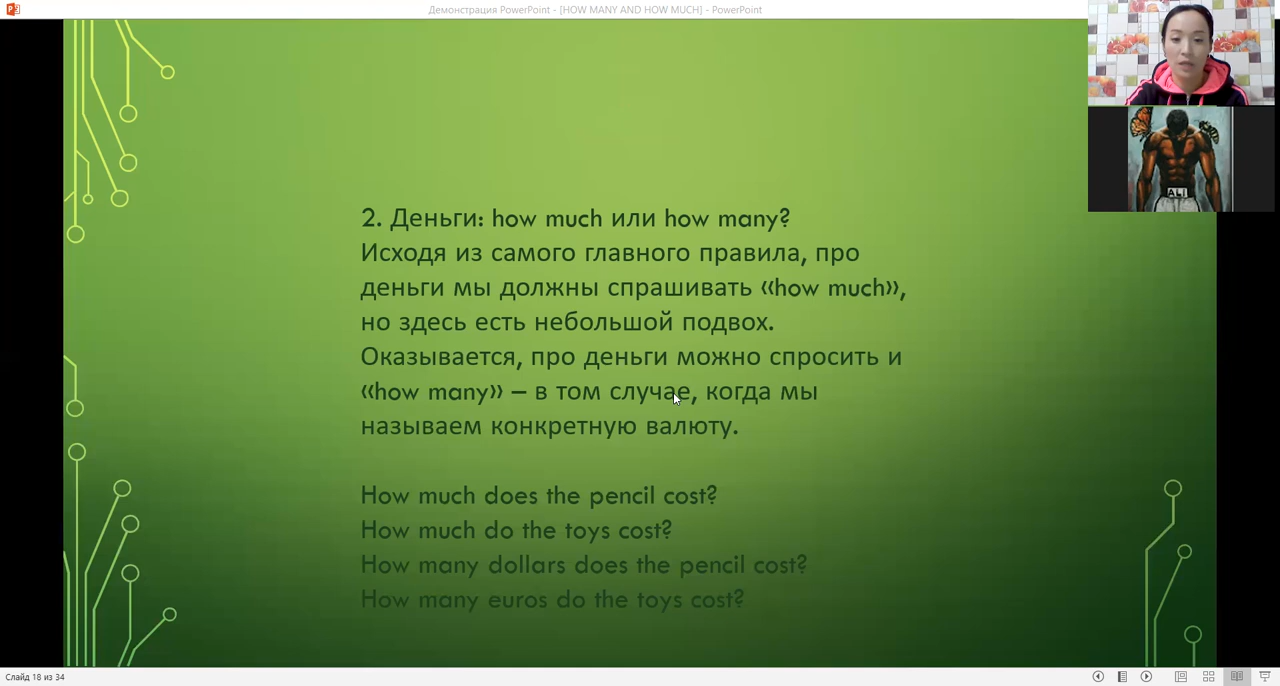 Демонстрация PowerPoint - [HOW MANY AND HOW MUCH] - PowerPoint
ALI
2. Деньги: how much или how many?
Исходя из самого главного правила, про
деньги мы должны спрашивать «how much»,
но здесь есть небольшой подвох.
Оказывается, про деньги можно спросить и
«how many» – в том случае, когда мы
называем конкретную валюту.
How much does the pencil cost?
How much do the toys cost?
How many dollars does the pencil cost?
How many euros do the toys cost?
Слайд 18 из 34